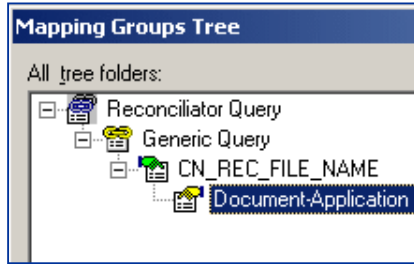 Mapping Groups Tree
All tree folders:
Reconciliator Query
Generic Query
CN_REC_FILE_NAME
Document-Application